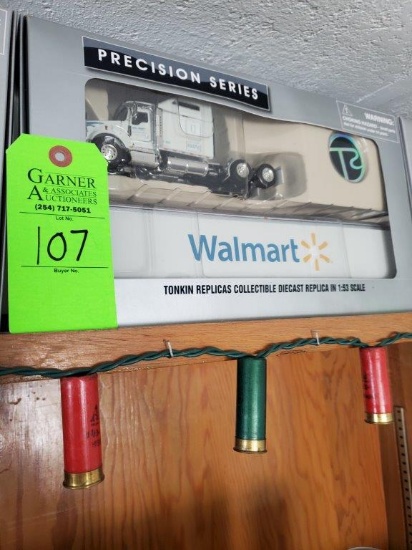 PRECISION SERIES
WARNING:
GARNER
& ASSOCIATES
AUCTIONEERS
(254) 717-5051
Lot No.
107
Buyer No.
Walmart
TONKIN REPLICAS COLLECTIBLE DIECAST REPLICA IN 1:53 SCALE